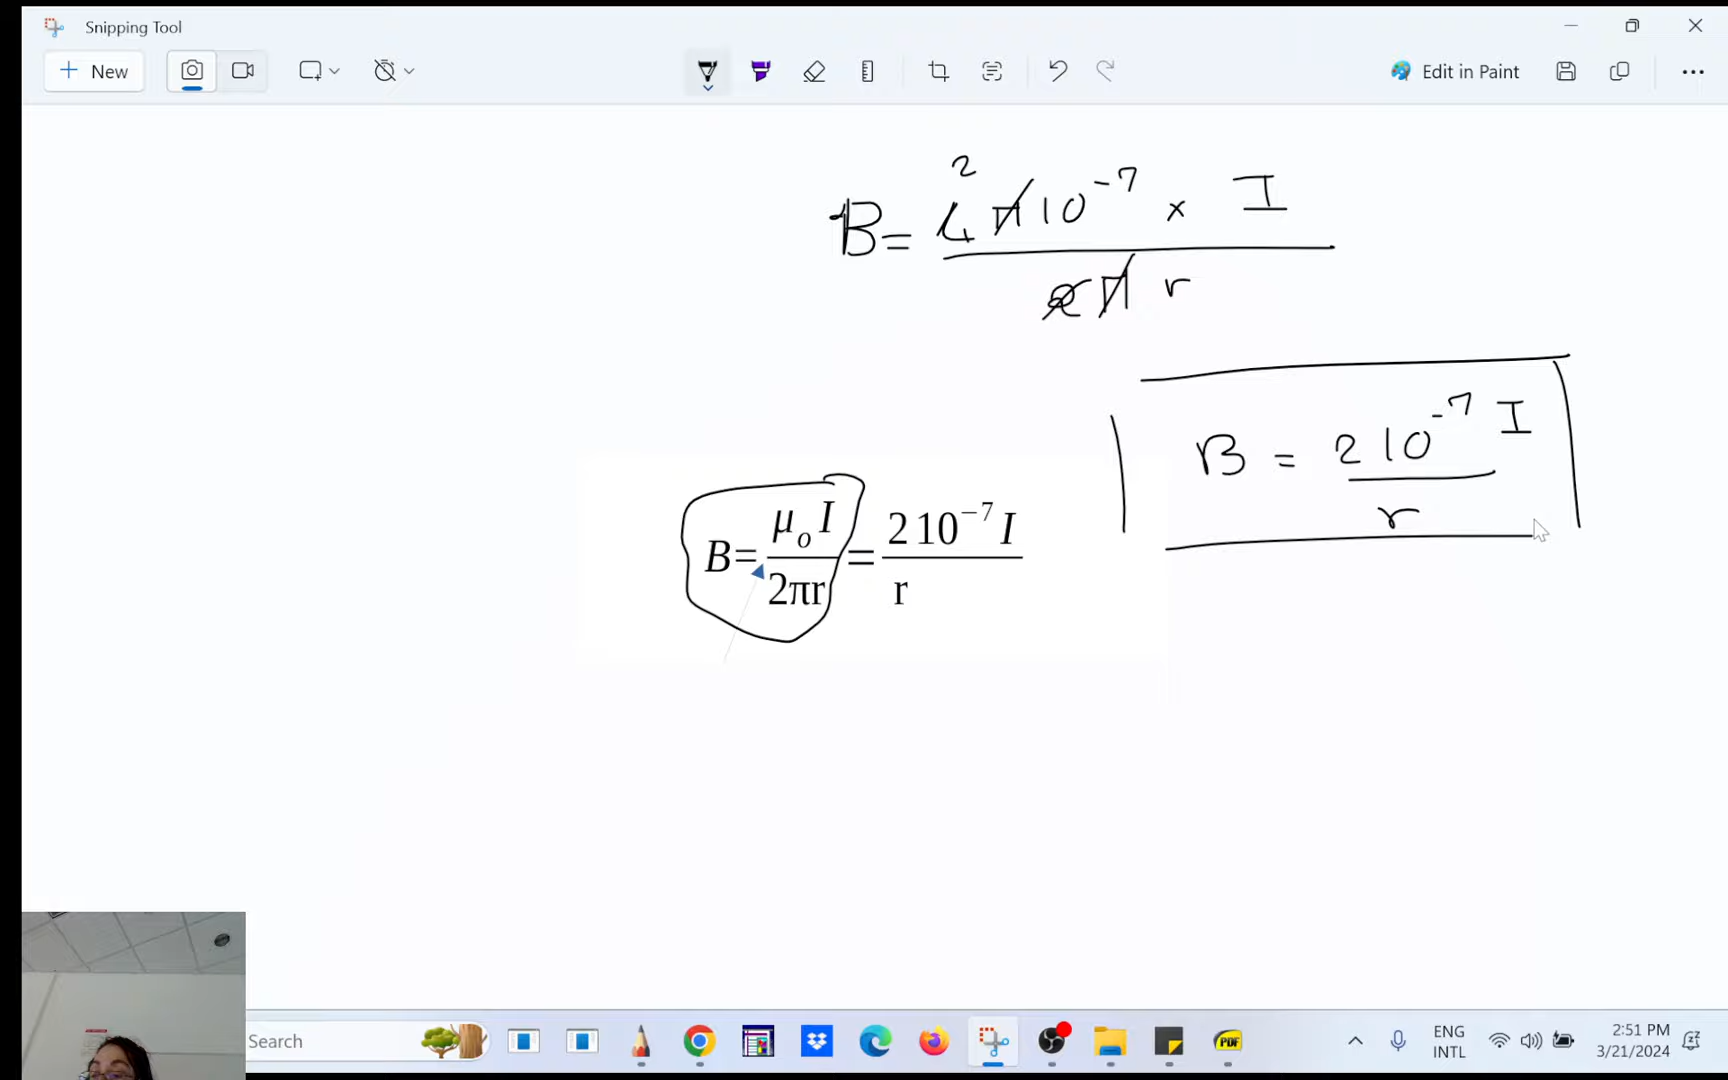 Snipping Tool
New
Edit in Paint
2
B = 4 π 10⁻⁷ × I
2 π r
B = 2 10⁻⁷ I
r
B = μₒ I / 2πr = 2 10⁻⁷ I / r
Search
PDF
ENG
INTL
2:51 PM
3/21/2024